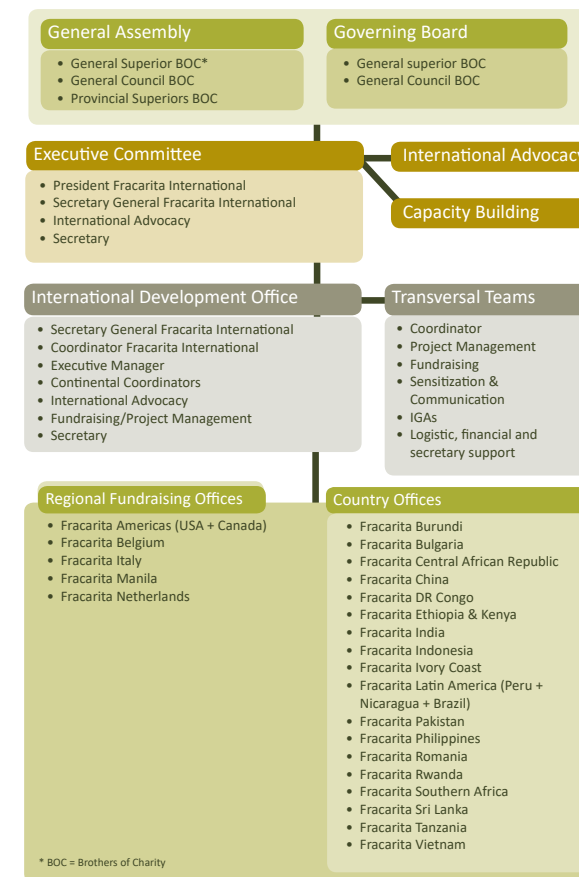 General Assembly
• General Superior BOC*
• General Council BOC
• Provincial Superiors BOC
Governing Board
• General superior BOC
• General Council BOC
Executive Committee
• President Fracarita International
• Secretary General Fracarita International
• International Advocacy
• Secretary
International Advocacy
Capacity Building
International Development Office
• Secretary General Fracarita International
• Coordinator Fracarita International
• Executive Manager
• Continental Coordinators
• International Advocacy
• Fundraising/Project Management
• Secretary
Transversal Teams
• Coordinator
• Project Management
• Fundraising
• Sensitization &
Communication
• IGAs
• Logistic, financial and
secretary support
Regional Fundraising Offices
• Fracarita Americas (USA + Canada)
• Fracarita Belgium
• Fracarita Italy
• Fracarita Manila
• Fracarita Netherlands
Country Offices
• Fracarita Burundi
• Fracarita Bulgaria
• Fracarita Central African Republic
• Fracarita China
• Fracarita DR Congo
• Fracarita Ethiopia & Kenya
• Fracarita India
• Fracarita Indonesia
• Fracarita Ivory Coast
• Fracarita Latin America (Peru +
Nicaragua + Brazil)
• Fracarita Pakistan
• Fracarita Philippines
• Fracarita Romania
• Fracarita Rwanda
• Fracarita Southern Africa
• Fracarita Sri Lanka
• Fracarita Tanzania
• Fracarita Vietnam
* BOC = Brothers of Charity